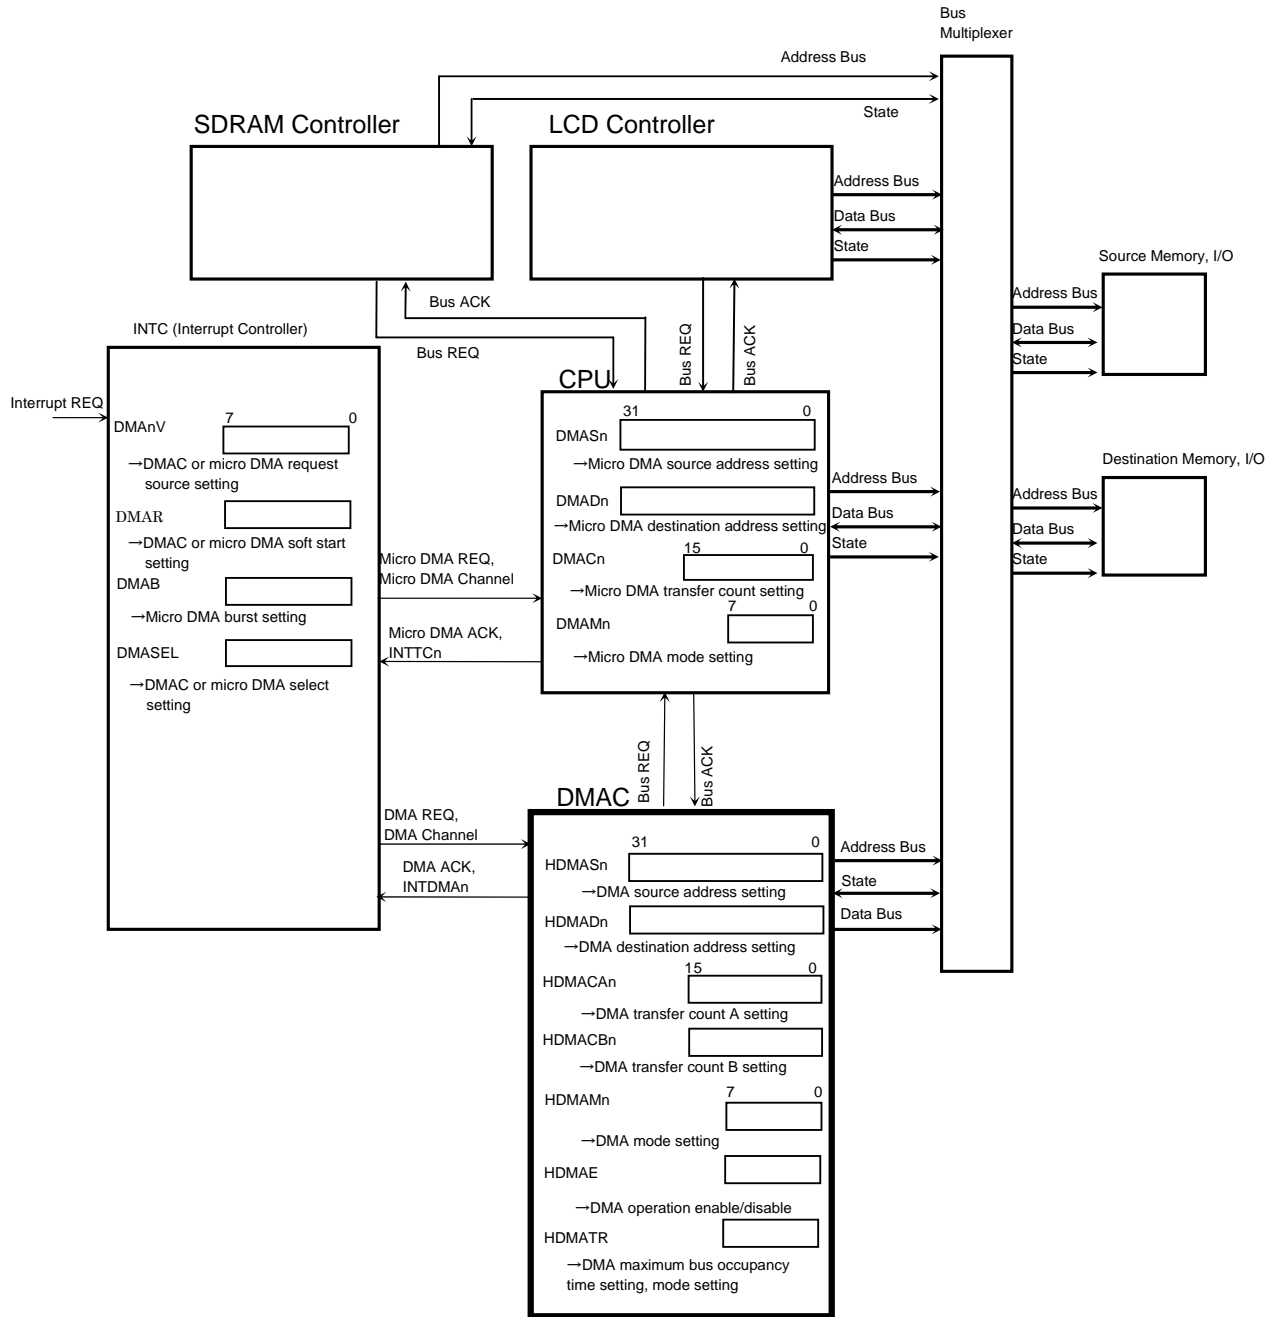 Bus
Multiplexer
Address Bus
State
SDRAM Controller
LCD Controller
Address Bus
Data Bus
State
Source Memory, I/O
Address Bus
Data Bus
State
Bus ACK
Bus REQ
Bus REQ
Bus ACK
INTC (Interrupt Controller)
Interrupt REQ
DMAnV
7 0
→DMAC or micro DMA request
source setting
DMAR
→DMAC or micro DMA soft start
setting
DMAB
→Micro DMA burst setting
DMASEL
→DMAC or micro DMA select
setting
Micro DMA REQ,
Micro DMA Channel
Micro DMA ACK,
INTTCn
CPU
31 0
DMASn
→Micro DMA source address setting
DMADn
→Micro DMA destination address setting
15 0
DMACn
→Micro DMA transfer count setting
7 0
DMAMn
→Micro DMA mode setting
Address Bus
Data Bus
State
Destination Memory, I/O
Address Bus
Data Bus
State
Bus REQ
Bus ACK
DMA REQ,
DMA Channel
DMA ACK,
INTDMAn
DMAC
31 0
HDMASn
→DMA source address setting
HDMADn
→DMA destination address setting
15 0
HDMACAn
→DMA transfer count A setting
HDMACBn
→DMA transfer count B setting
7 0
HDMAMn
→DMA mode setting
HDMAE
→DMA operation enable/disable
HDMATR
→DMA maximum bus occupancy
time setting, mode setting
Address Bus
State
Data Bus